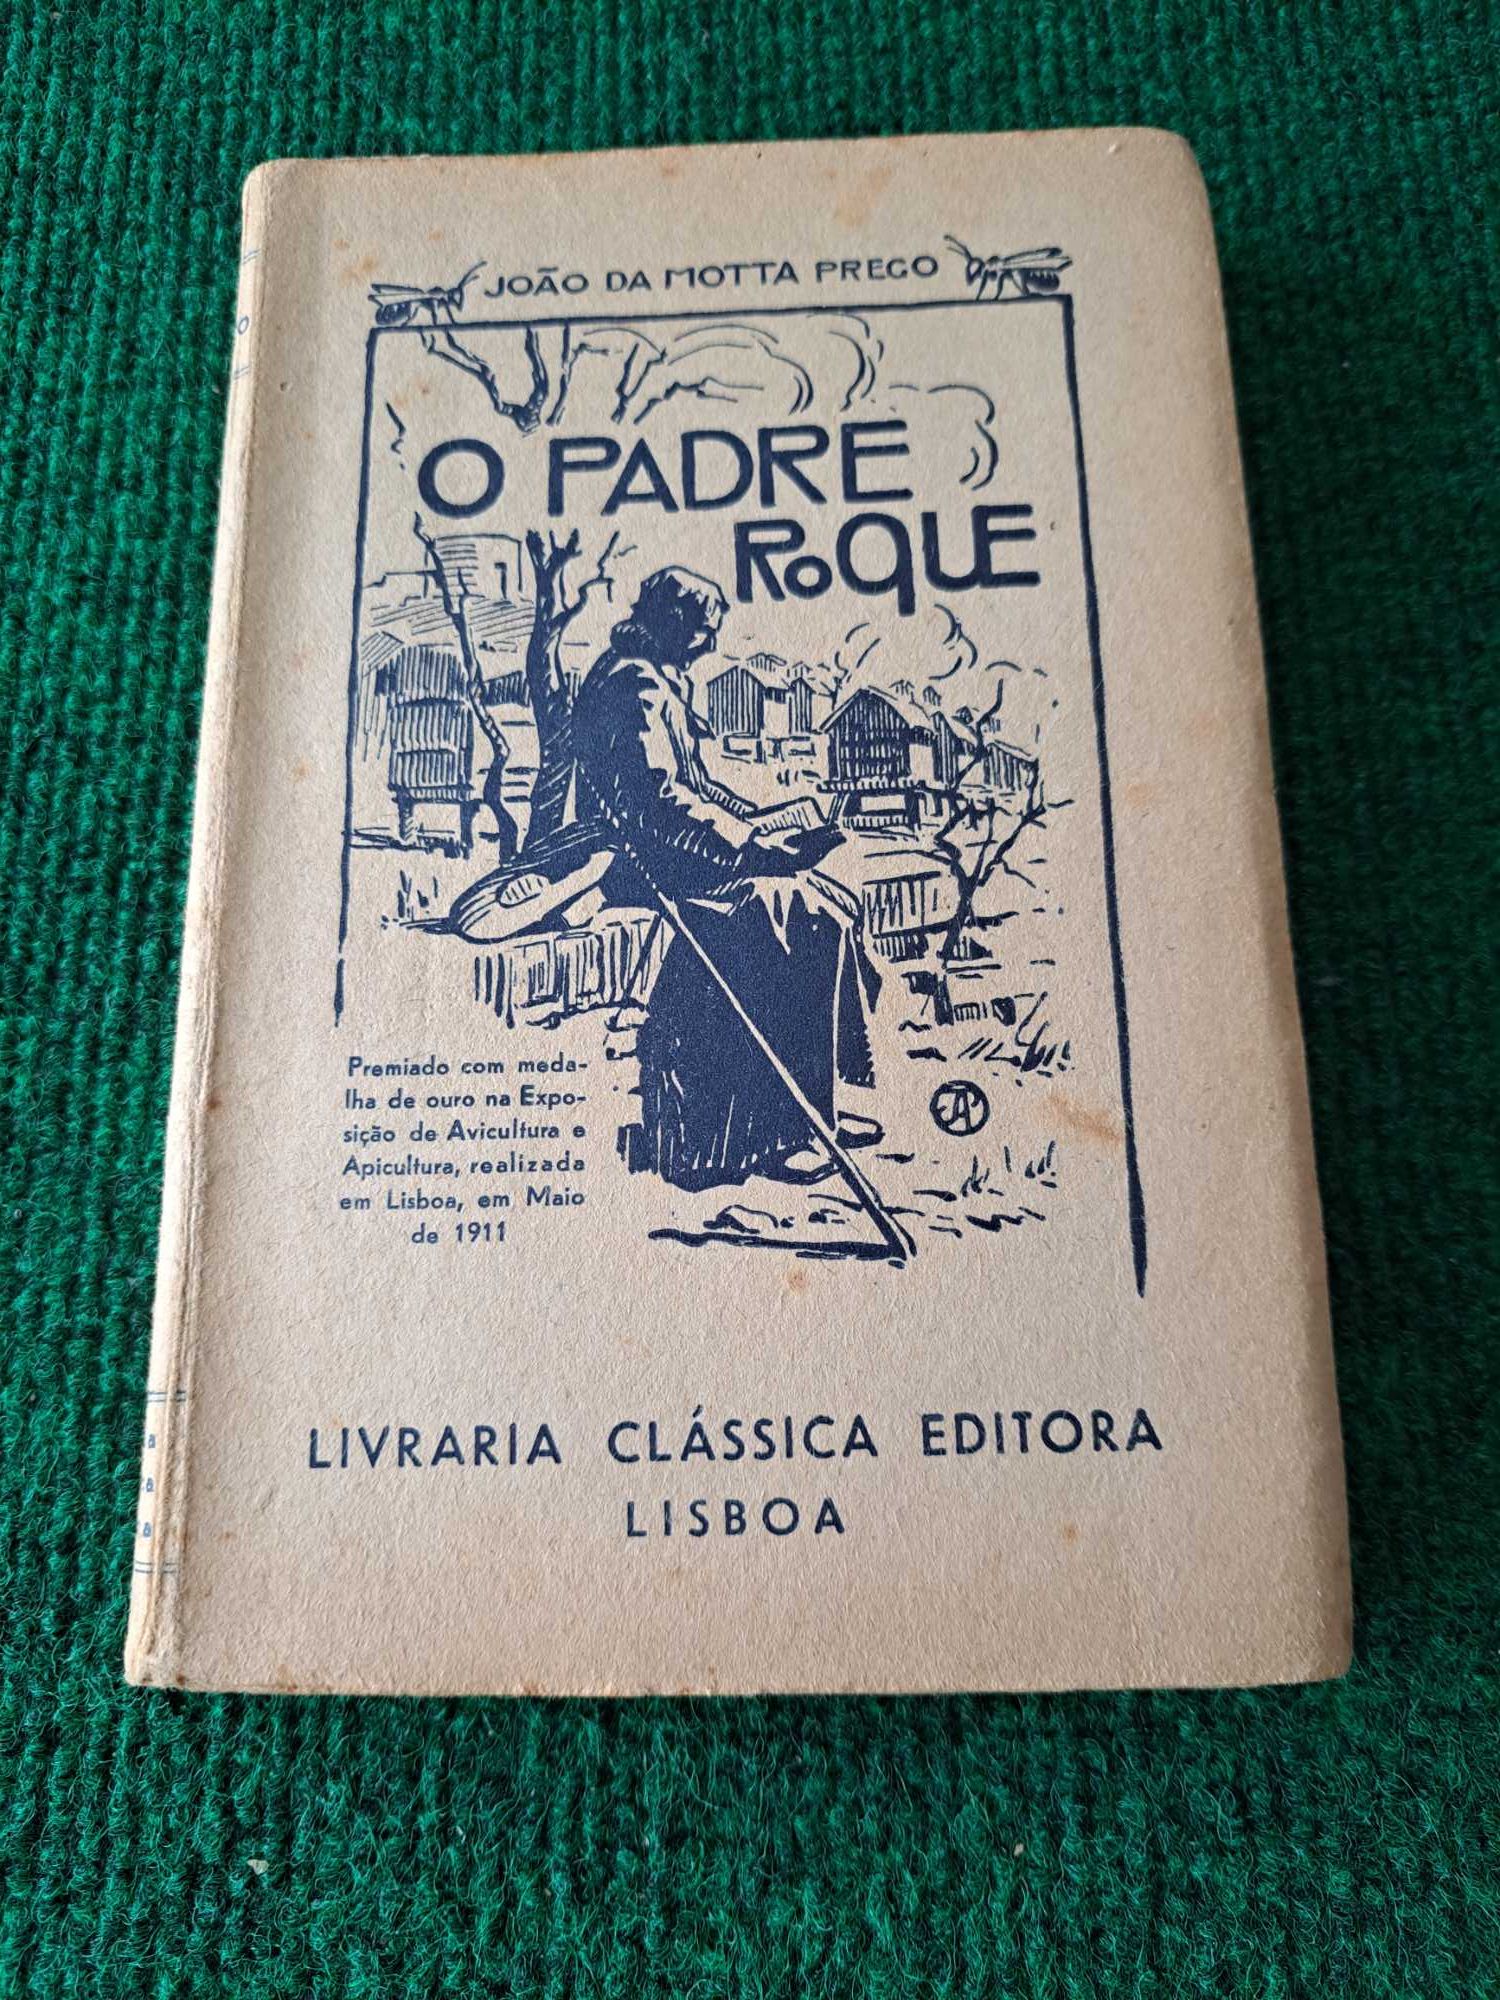 JOÃO DA MOTTA PREGO
O PADRE
ROQUE
Premiado com meda-
lha de ouro na Expo-
sição de Avicultura e
Apicultura, realizada
em Lisboa, em Maio
de 1911
LIVRARIA CLÁSSICA EDITORA
LISBOA